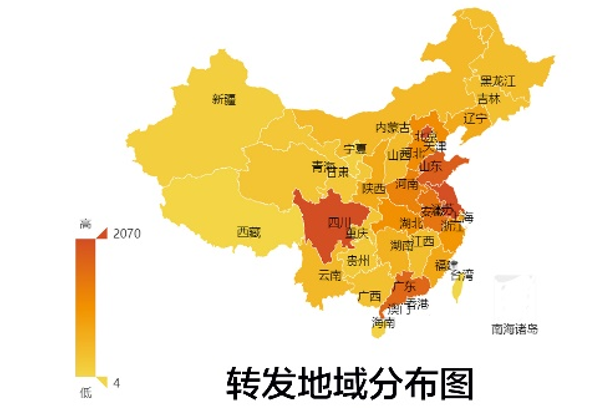 黑龙江
吉林
新疆
辽宁
内蒙古
北京
天津
宁夏
山西
河北
山东
青海
甘肃
陕西
河南
江苏
安徽
上海
四川
重庆
湖北
浙江
西藏
湖南
江西
高
2070
贵州
福建
台湾
云南
广西
广东
香港
澳门
海南
南海诸岛
4
低
转发地域分布图